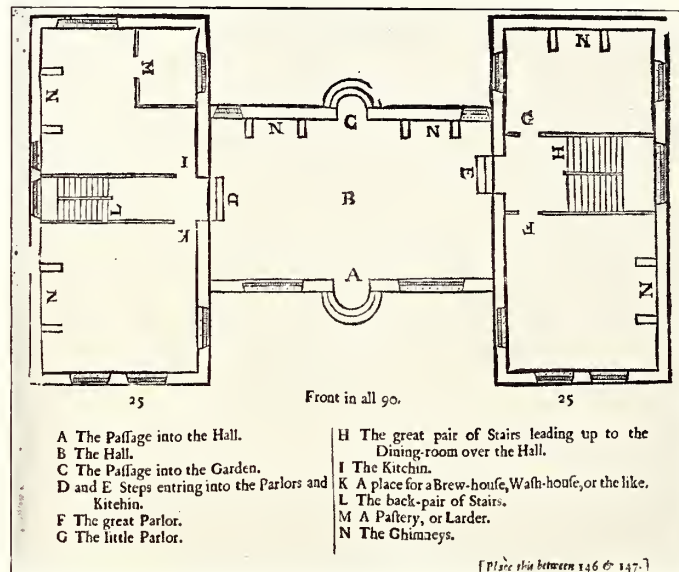 M
N
N
G
C
N
N
I
H
E
D
B
L
K
F
A
N
N
25
Front in all 90.
25
A The Paſſage into the Hall.
B The Hall.
C The Paſſage into the Garden.
D and E Steps entring into the Parlors and
Kitchin.
F The great Parlor.
G The little Parlor.
H The great pair of Stairs leading up to the
Dining-room over the Hall.
I The Kitchin.
K A place for a Brew-houſe, Waſh-houſe, or the like.
L The back-pair of Stairs.
M A Paſtery, or Larder.
N The Chimneys.
[Place this between 146 & 147.]